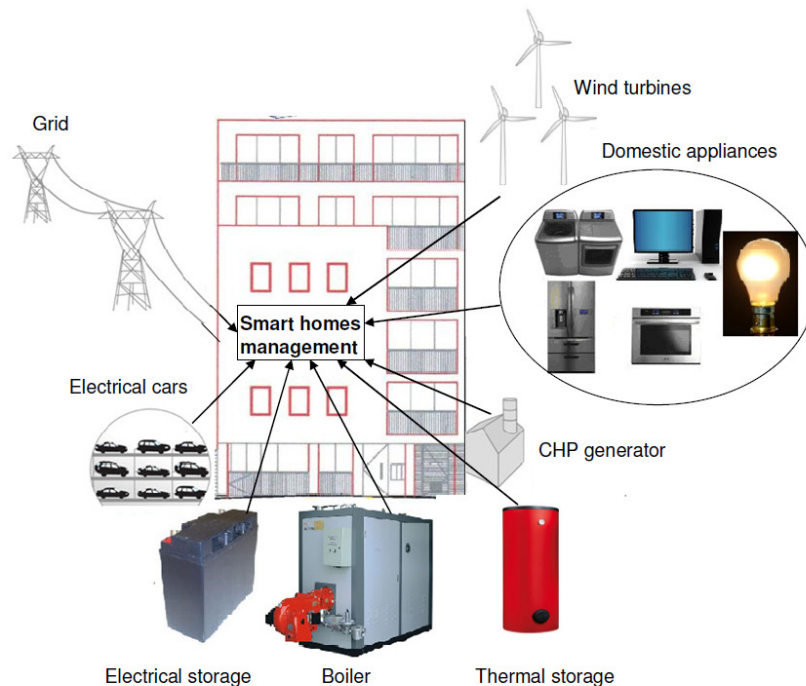 Wind turbines
Grid
Domestic appliances
Smart homes
management
Electrical cars
CHP generator
Electrical storage
Boiler
Thermal storage